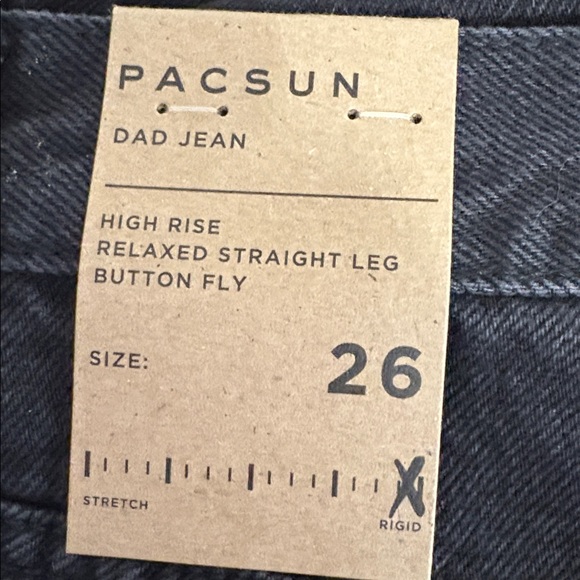 PACSUN
DAD JEAN
HIGH RISE
RELAXED STRAIGHT LEG
BUTTON FLY
SIZE: 26
STRETCH
RIGID